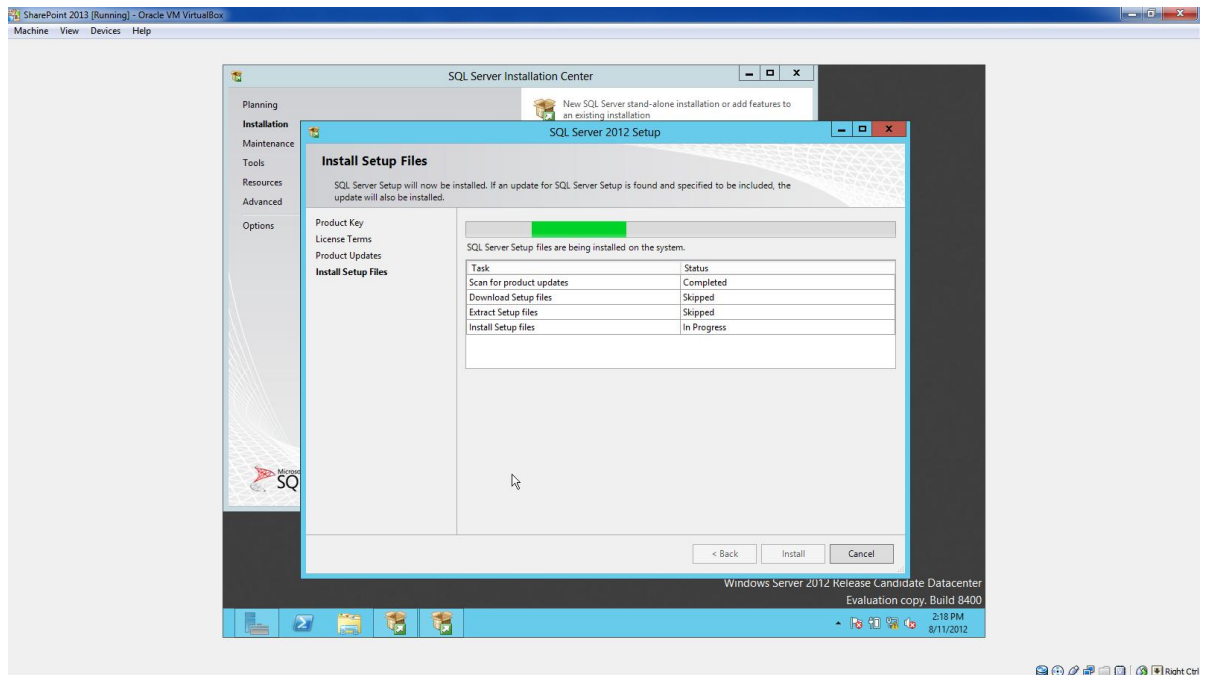 SharePoint 2013 [Running] - Oracle VM VirtualBox
Machine View Devices Help
SQL Server Installation Center
Planning
Installation
Maintenance
Tools
Resources
Advanced
Options
New SQL Server stand-alone installation or add features to
an existing installation
SQL Server 2012 Setup
Install Setup Files
SQL Server Setup will now be installed. If an update for SQL Server Setup is found and specified to be included, the
update will also be installed.
Product Key
License Terms
Product Updates
Install Setup Files
SQL Server Setup files are being installed on the system.
Task Status
Scan for product updates Completed
Download Setup files Skipped
Extract Setup files Skipped
Install Setup files In Progress
Microso
SQ
< Back Install Cancel
Windows Server 2012 Release Candidate Datacenter
Evaluation copy. Build 8400
2:18 PM
8/11/2012
Right Ctrl